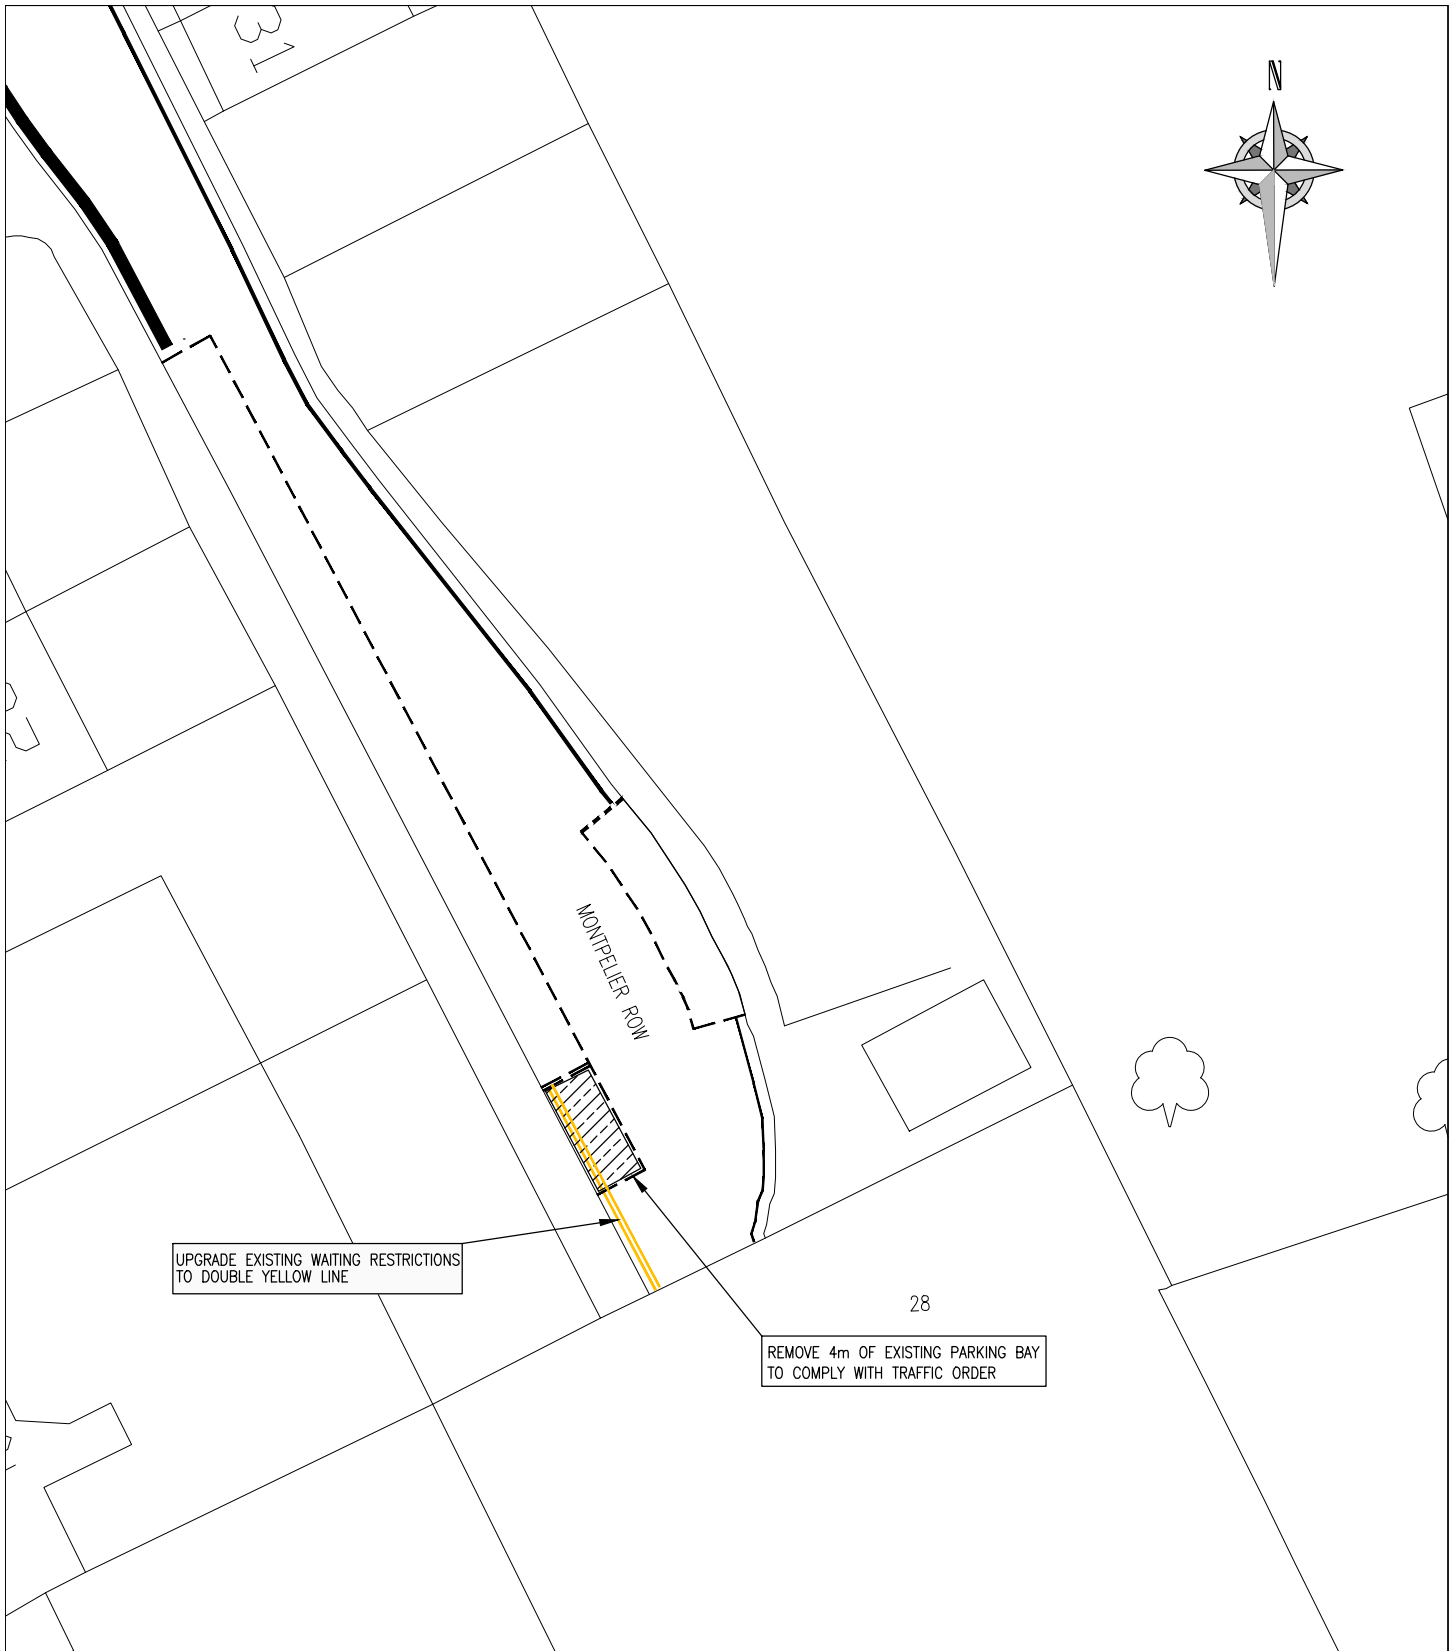 N
13
MONTPELIER ROW
UPGRADE EXISTING WAITING RESTRICTIONS
TO DOUBLE YELLOW LINE
28
REMOVE 4m OF EXISTING PARKING BAY
TO COMPLY WITH TRAFFIC ORDER